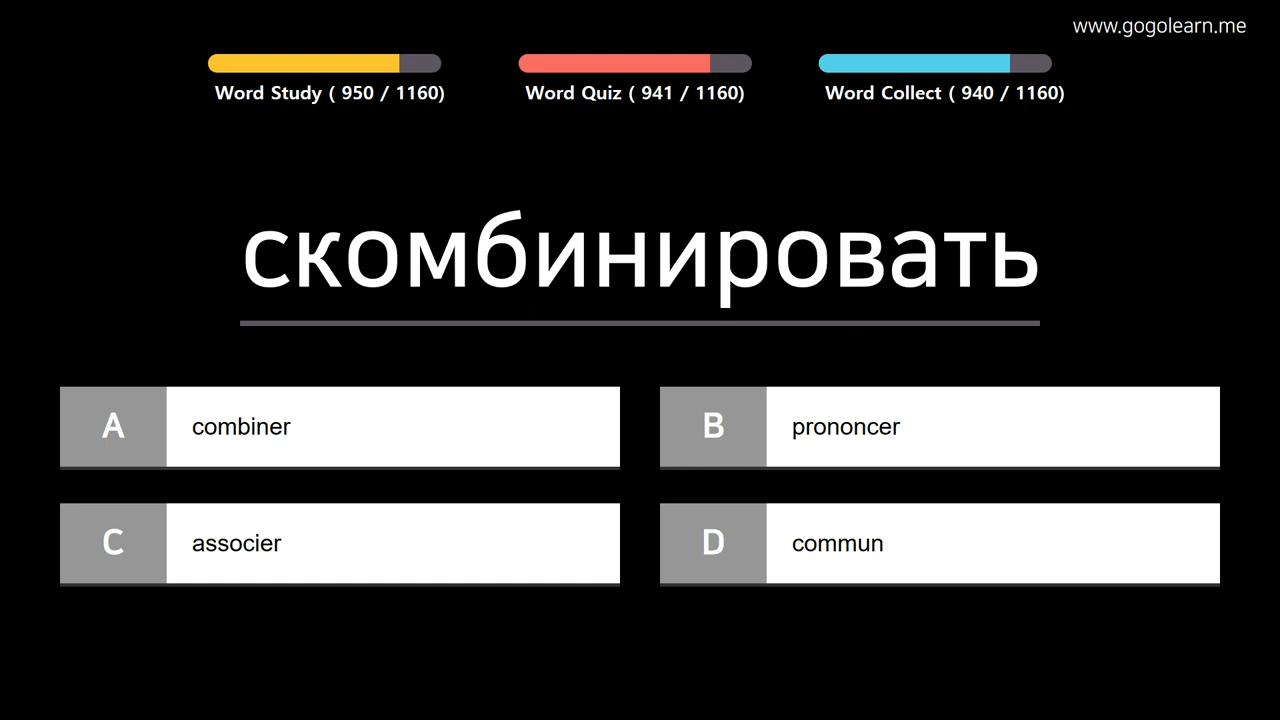 www.gogolearn.me
Word Study ( 950 / 1160)
Word Quiz ( 941 / 1160)
Word Collect ( 940 / 1160)
скомбинировать
A combiner
B prononcer
C associer
D commun